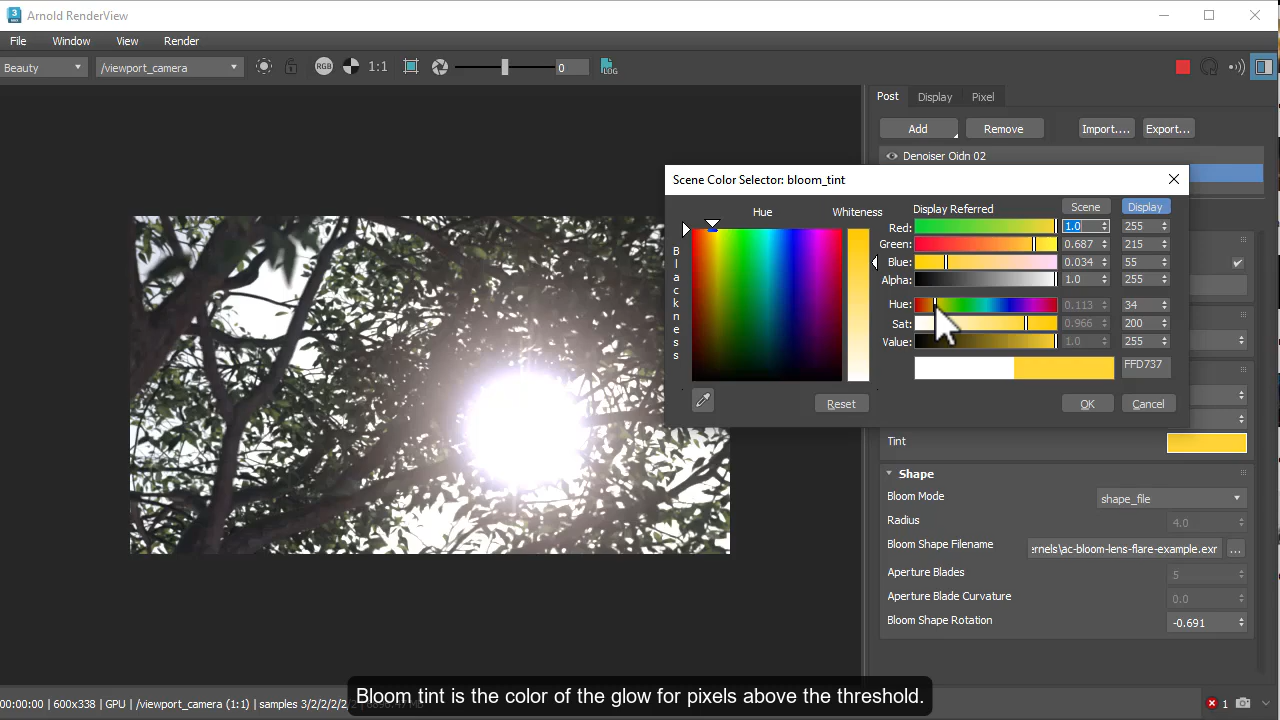 3 Arnold RenderView
File Window View Render
Beauty /viewport_camera RGB 1:1 0 LOG
Post Display Pixel
Add Remove Import.... Export...
Denoiser Oidn 02
Scene Color Selector: bloom_tint
Hue Whiteness Display Referred Scene Display
Blackness
Red: 1.0 255
Green: 0.687 215
Blue: 0.034 55
Alpha: 1.0 255
Hue: 0.113 34
Sat: 0.966 200
Value: 1.0 255
FFD737
Reset OK Cancel
Tint
Shape
Bloom Mode shape_file
Radius 4.0
Bloom Shape Filename :rnels\ac-bloom-lens-flare-example.exr ...
Aperture Blades 5
Aperture Blade Curvature 0.0
Bloom Shape Rotation -0.691
Bloom tint is the color of the glow for pixels above the threshold.
00:00:00 | 600x338 | GPU | /viewport_camera (1:1) | samples 3/2/2/2/2/ 1